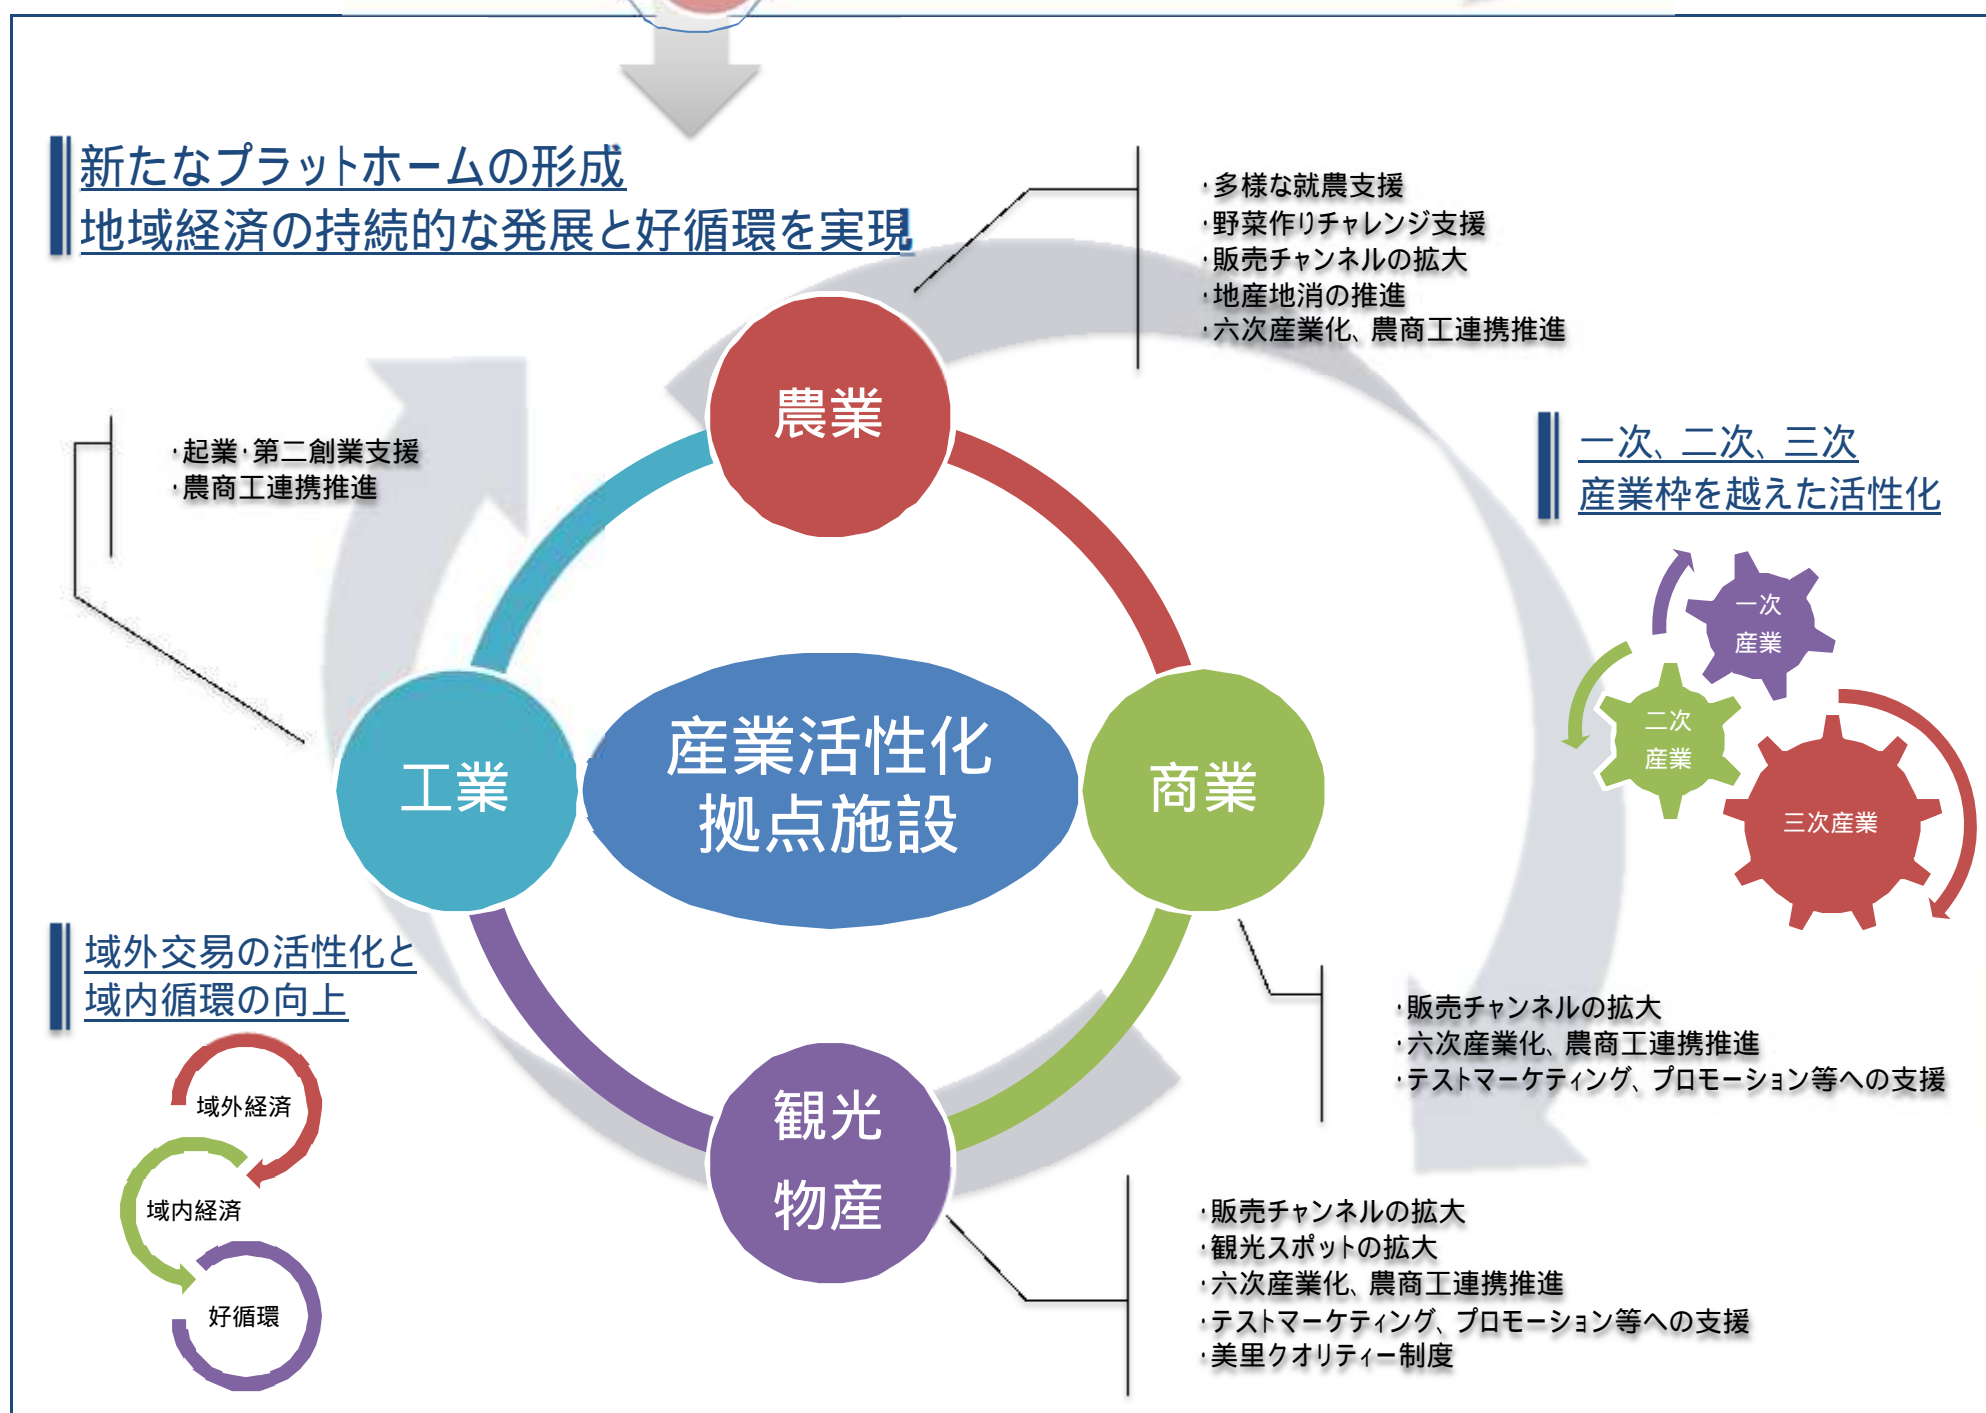 新たなプラットホームの形成
地域経済の持続的な発展と好循環を実現
・多様な就農支援
・野菜作りチャレンジ支援
・販売チャンネルの拡大
・地産地消の推進
・六次産業化、農商工連携推進
農業
・起業・第二創業支援
・農商工連携推進
一次、二次、三次
産業枠を越えた活性化
一次
産業
二次
産業
三次産業
工業
産業活性化
拠点施設
商業
域外交易の活性化と
域内循環の向上
域外経済
域内経済
好循環
・販売チャンネルの拡大
・六次産業化、農商工連携推進
・テストマーケティング、プロモーション等への支援
観光
物産
・販売チャンネルの拡大
・観光スポットの拡大
・六次産業化、農商工連携推進
・テストマーケティング、プロモーション等への支援
・美里クオリティー制度